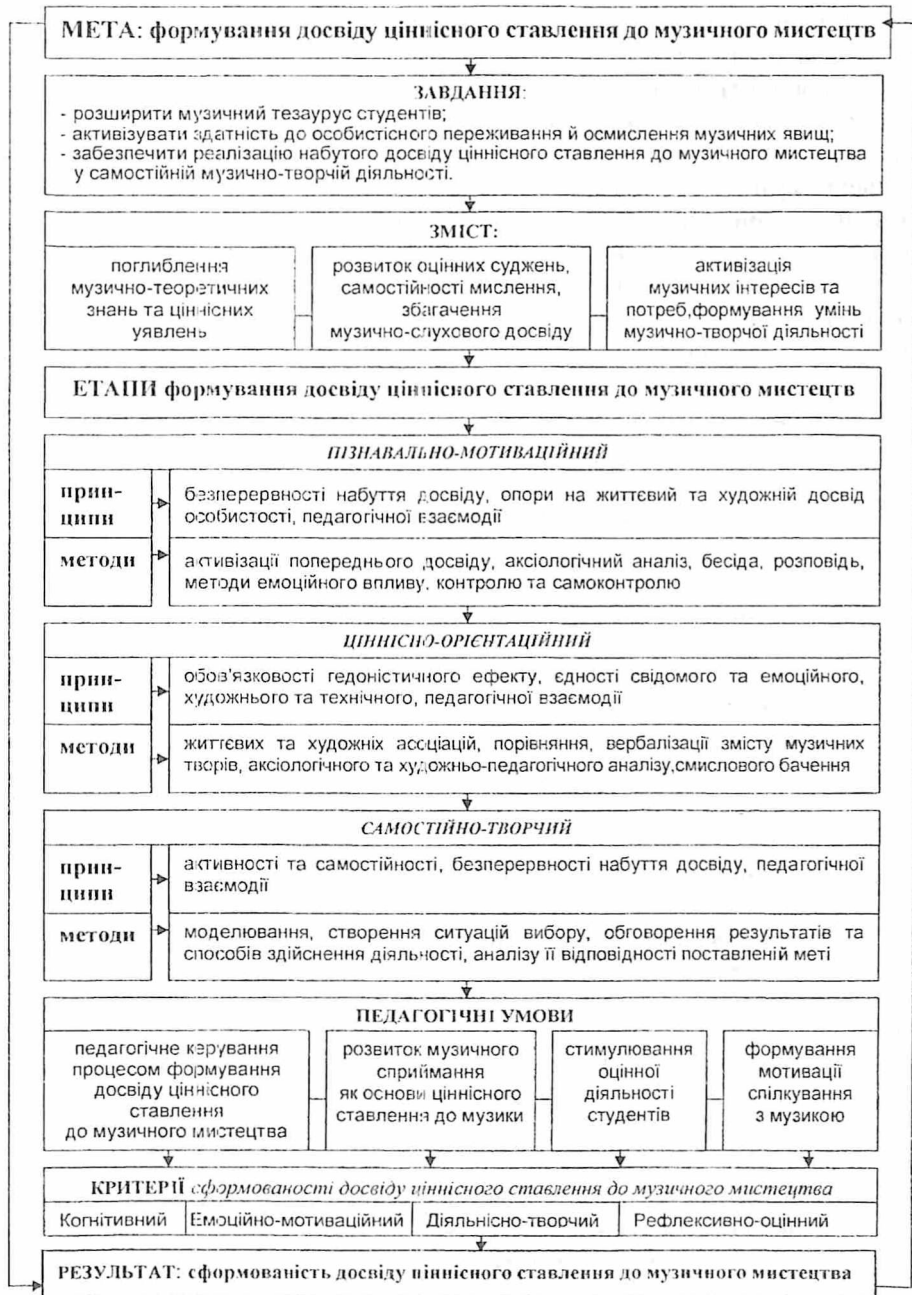 МЕТА: формування досвіду ціннісного ставлення до музичного мистецтв
ЗАВДАННЯ:
- розширити музичний тезаурус студентів;
- активізувати здатність до особистісного переживання й осмислення музичних явищ;
- забезпечити реалізацію набутого досвіду ціннісного ставлення до музичного мистецтва
у самостійній музично-творчій діяльності.
ЗМІСТ:
поглиблення
музично-теоретичних
знань та ціннісних
уявлень
розвиток оцінних суджень,
самостійності мислення,
збагачення
музично-слухового досвіду
активізація
музичних інтересів та
потреб,формування умінь
музично-творчої діяльності
ЕТАПИ формування досвіду ціннісного ставлення до музичного мистецтв
ПІЗНАВАЛЬНО-МОТИВАЦІЙНИЙ
прин-
ципи
безперервності набуття досвіду, опори на життєвий та художній досвід
особистості, педагогічної взаємодії
методи
активізації попереднього досвіду, аксіологічний аналіз, бесіда, розповідь,
методи емоційного впливу, контролю та самоконтролю
ЦІННІСНО-ОРІЄНТАЦІЙНИЙ
прин-
ципи
обов'язковості гедоністичного ефекту, єдності свідомого та емоційного,
художнього та технічного, педагогічної взаємодії
методи
життєвих та художніх асоціацій, порівняння, вербалізації змісту музичних
творів, аксіологічного та художньо-педагогічного аналізу,смислового бачення
САМОСТІЙНО-ТВОРЧИЙ
прин-
ципи
активності та самостійності, безперервності набуття досвіду, педагогічної
взаємодії
методи
моделювання, створення ситуацій вибору, обговорення результатів та
способів здійснення діяльності, аналізу її відповідності поставленій меті
ПЕДАГОГІЧНІ УМОВИ
педагогічне керування
процесом формування
досвіду ціннісного
ставлення
до музичного мистецтва
розвиток музичного
сприймання
як основи ціннісного
ставлення до музики
стимулювання
оцінної
діяльності
студентів
формування
мотивації
спілкування
з музикою
КРИТЕРІЇ сформованості досвіду ціннісного ставлення до музичного мистецтва
Когнітивний
Емоційно-мотиваційний
Діяльнісно-творчий
Рефлексивно-оцінний
РЕЗУЛЬТАТ: сформованість досвіду ціннісного ставлення до музичного мистецтва